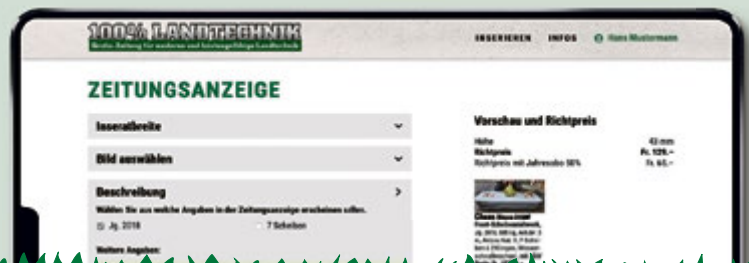 100% LANDTECHNIK
INSERIEREN INFOS Hans Mustermann
ZEITUNGSANZEIGE
Inseratbreite
Bild auswählen
Beschreibung
Wählen Sie aus welche Angaben in der Zeitungsanzeige erscheinen sollen.
Jg. 2018 7 Scheiben
Weitere Angaben:
Vorschau und Richtpreis
Höhe 43 mm
Richtpreis Fr. 129.–
Richtpreis mit Jahresabo 50% Fr. 65.–